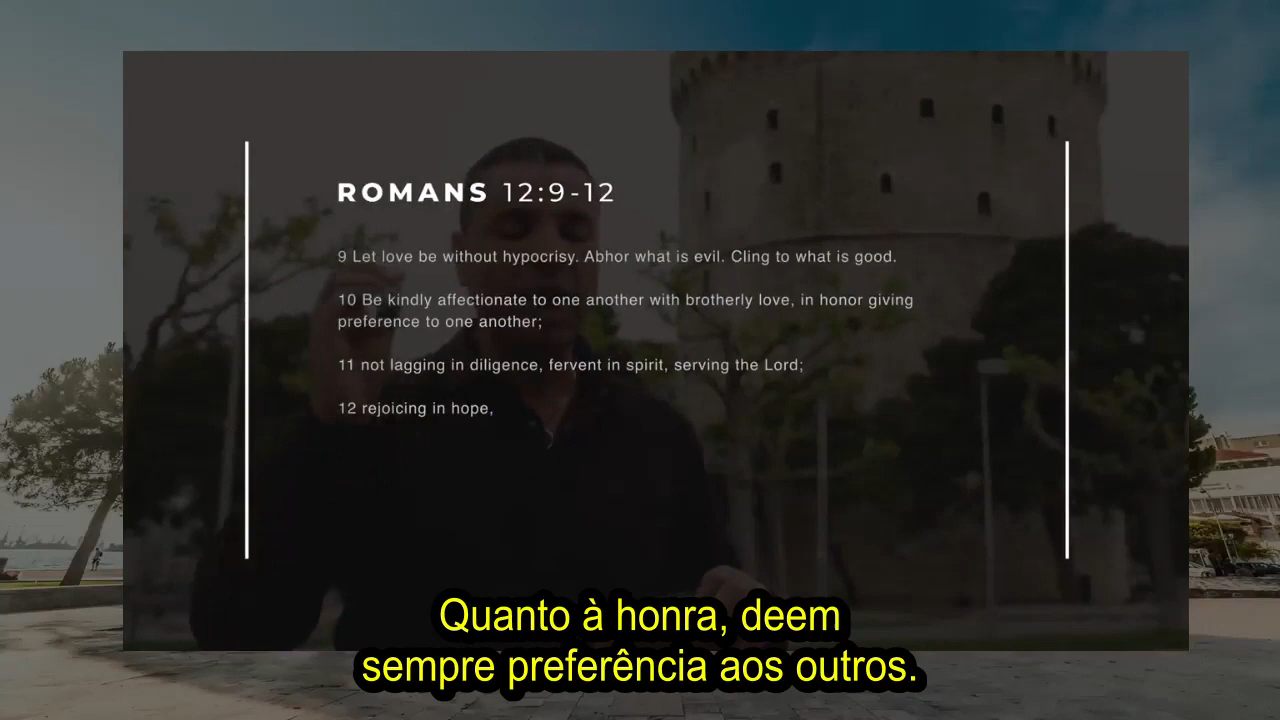 ROMANS 12:9-12
9 Let love be without hypocrisy. Abhor what is evil. Cling to what is good.
10 Be kindly affectionate to one another with brotherly love, in honor giving
preference to one another;
11 not lagging in diligence, fervent in spirit, serving the Lord;
12 rejoicing in hope,
Quanto à honra, deem
sempre preferência aos outros.